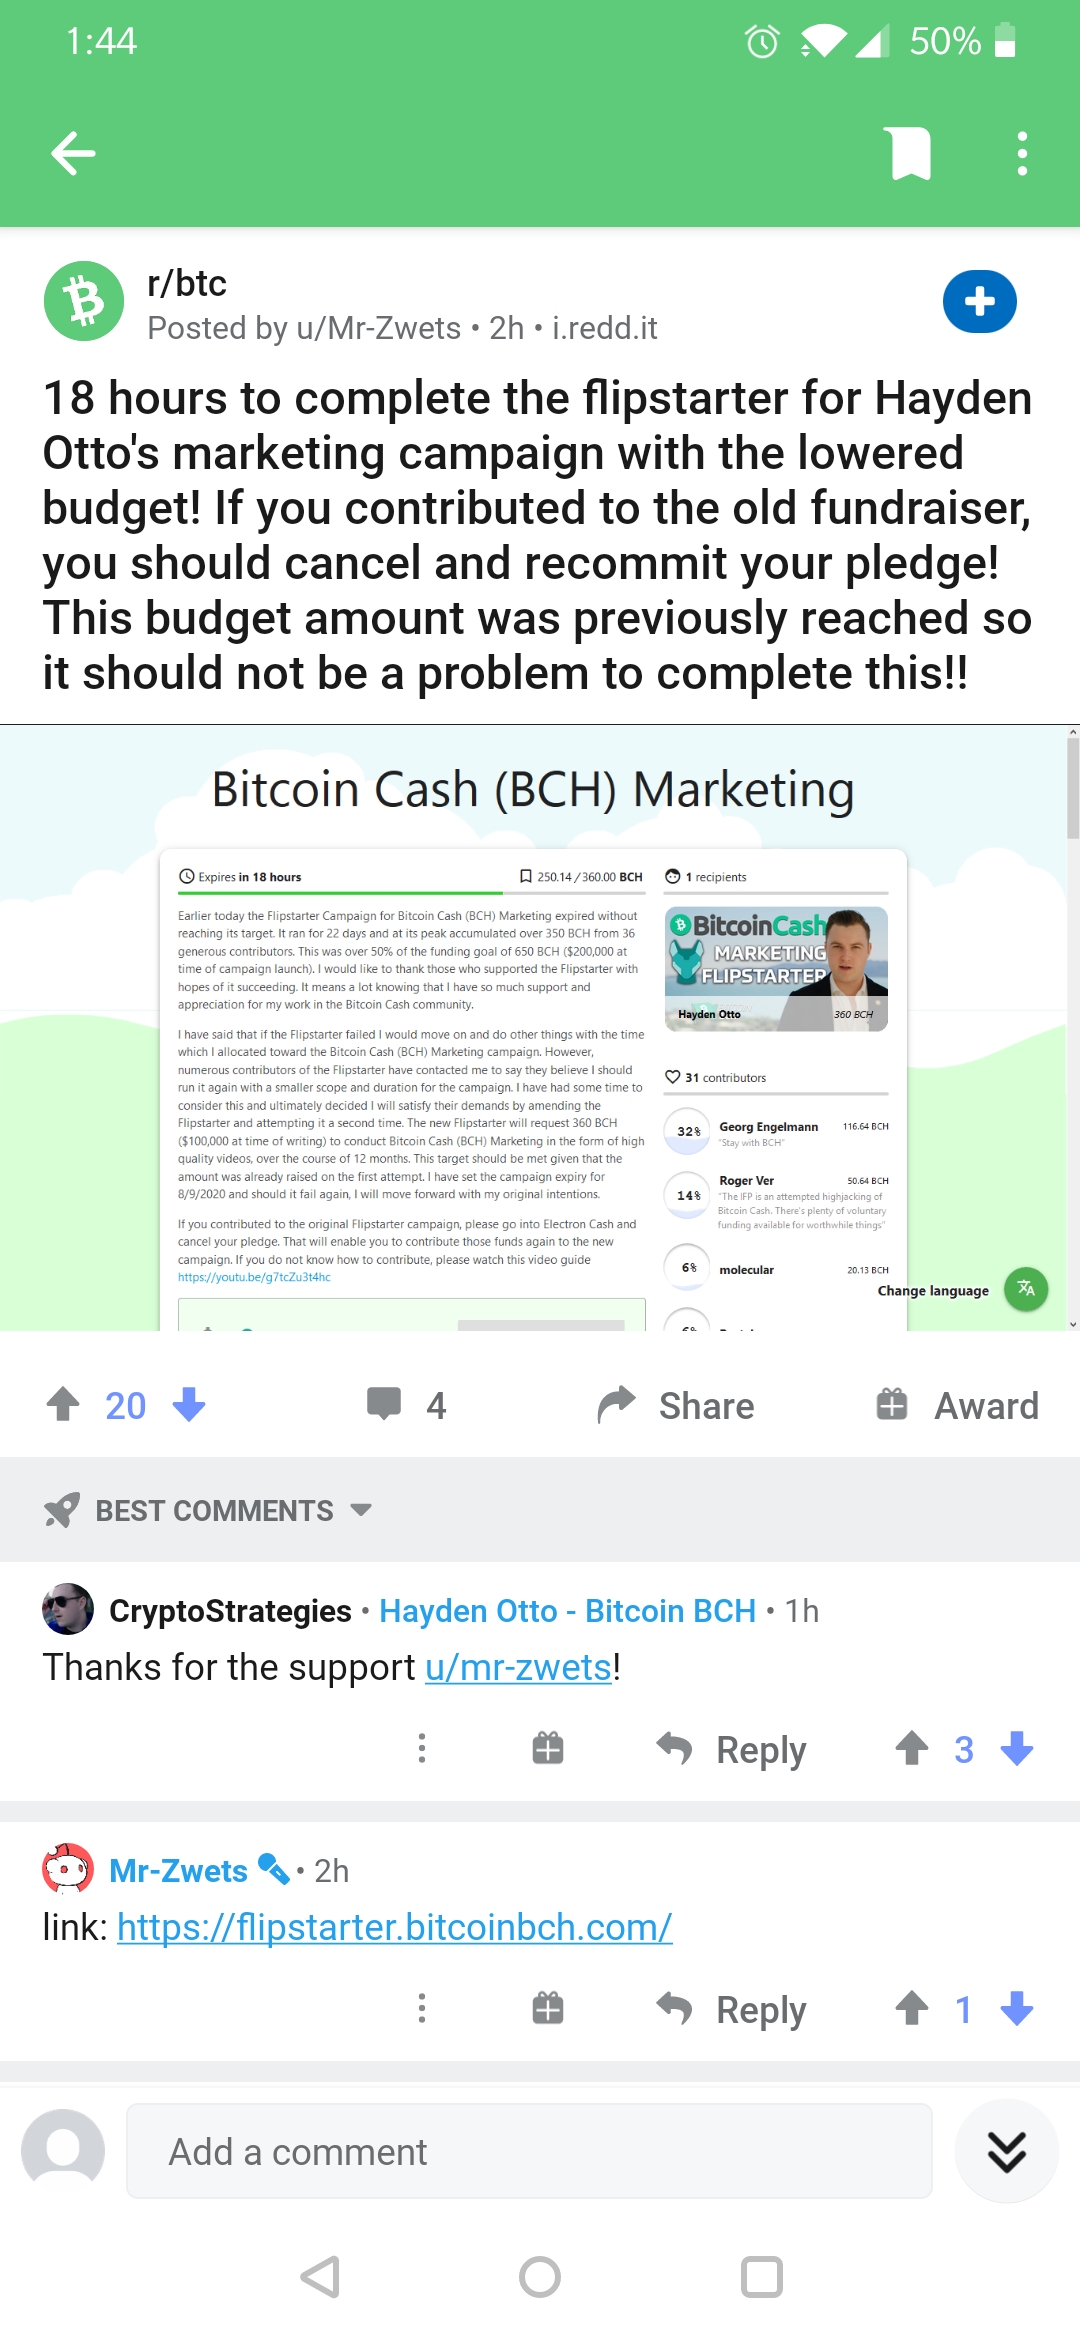 1:44
50%
r/btc
Posted by u/Mr-Zwets • 2h • i.redd.it
18 hours to complete the flipstarter for Hayden
Otto's marketing campaign with the lowered
budget! If you contributed to the old fundraiser,
you should cancel and recommit your pledge!
This budget amount was previously reached so
it should not be a problem to complete this!!
Bitcoin Cash (BCH) Marketing
Expires in 18 hours
250.14 / 360.00 BCH
Earlier today the Flipstarter Campaign for Bitcoin Cash (BCH) Marketing expired without
reaching its target. It ran for 22 days and at its peak accumulated over 350 BCH from 36
generous contributors. This was over 50% of the funding goal of 650 BCH ($200,000 at
time of campaign launch). I would like to thank those who supported the Flipstarter with
hopes of it succeeding. It means a lot knowing that I have so much support and
appreciation for my work in the Bitcoin Cash community.
I have said that if the Flipstarter failed I would move on and do other things with the time
which I allocated toward the Bitcoin Cash (BCH) Marketing campaign. However,
numerous contributors of the Flipstarter have contacted me to say they believe I should
run it again with a smaller scope and duration for the campaign. I have had some time to
consider this and ultimately decided I will satisfy their demands by amending the
Flipstarter and attempting it a second time. The new Flipstarter will request 360 BCH
($100,000 at time of writing) to conduct Bitcoin Cash (BCH) Marketing in the form of high
quality videos, over the course of 12 months. This target should be met given that the
amount was already raised on the first attempt. I have set the campaign expiry for
8/9/2020 and should it fail again, I will move forward with my original intentions.
If you contributed to the original Flipstarter campaign, please go into Electron Cash and
cancel your pledge. That will enable you to contribute those funds again to the new
campaign. If you do not know how to contribute, please watch this video guide
https://youtu.be/g7tcZu3t4hc
1 recipients
BitcoinCash
MARKETING
FLIPSTARTER
Hayden Otto
360 BCH
31 contributors
32%
Georg Engelmann
116.64 BCH
"Stay with BCH"
14%
Roger Ver
50.64 BCH
"The IFP is an attempted highjacking of
Bitcoin Cash. There's plenty of voluntary
funding available for worthwhile things"
6%
molecular
20.13 BCH
Change language
20
4
Share
Award
BEST COMMENTS
CryptoStrategies • Hayden Otto - Bitcoin BCH • 1h
Thanks for the support u/mr-zwets!
Reply
3
Mr-Zwets • 2h
link: https://flipstarter.bitcoinbch.com/
Reply
1
Add a comment